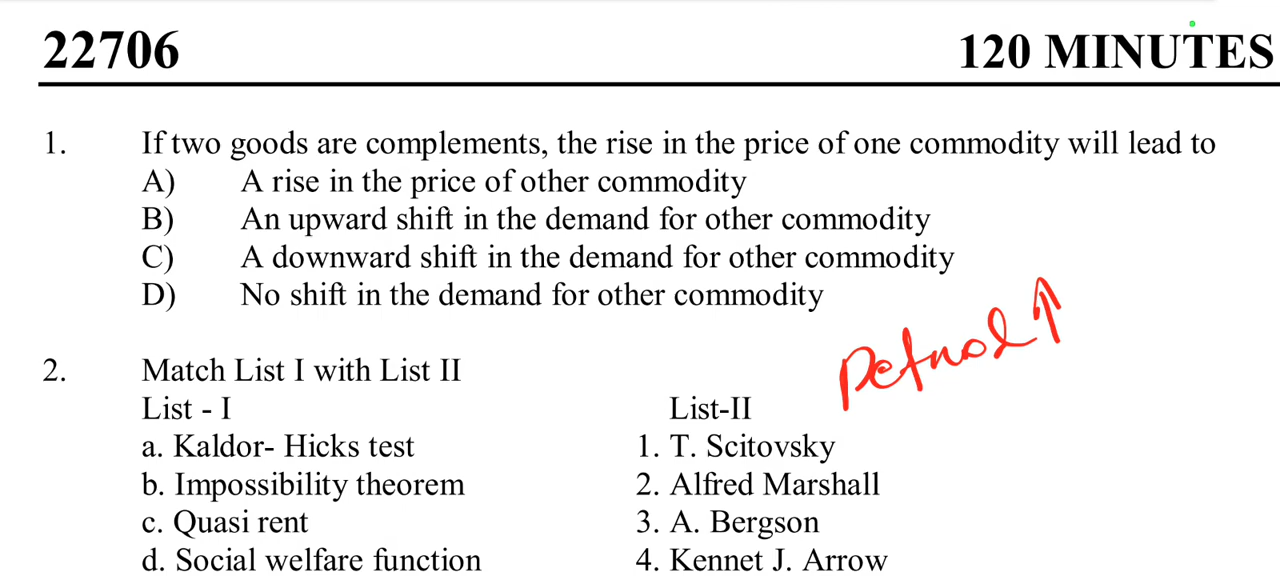 22706 120 MINUTES
1. If two goods are complements, the rise in the price of one commodity will lead to
A) A rise in the price of other commodity
B) An upward shift in the demand for other commodity
C) A downward shift in the demand for other commodity
D) No shift in the demand for other commodity
Petrol ↑
2. Match List I with List II
List - I List-II
a. Kaldor- Hicks test 1. T. Scitovsky
b. Impossibility theorem 2. Alfred Marshall
c. Quasi rent 3. A. Bergson
d. Social welfare function 4. Kennet J. Arrow